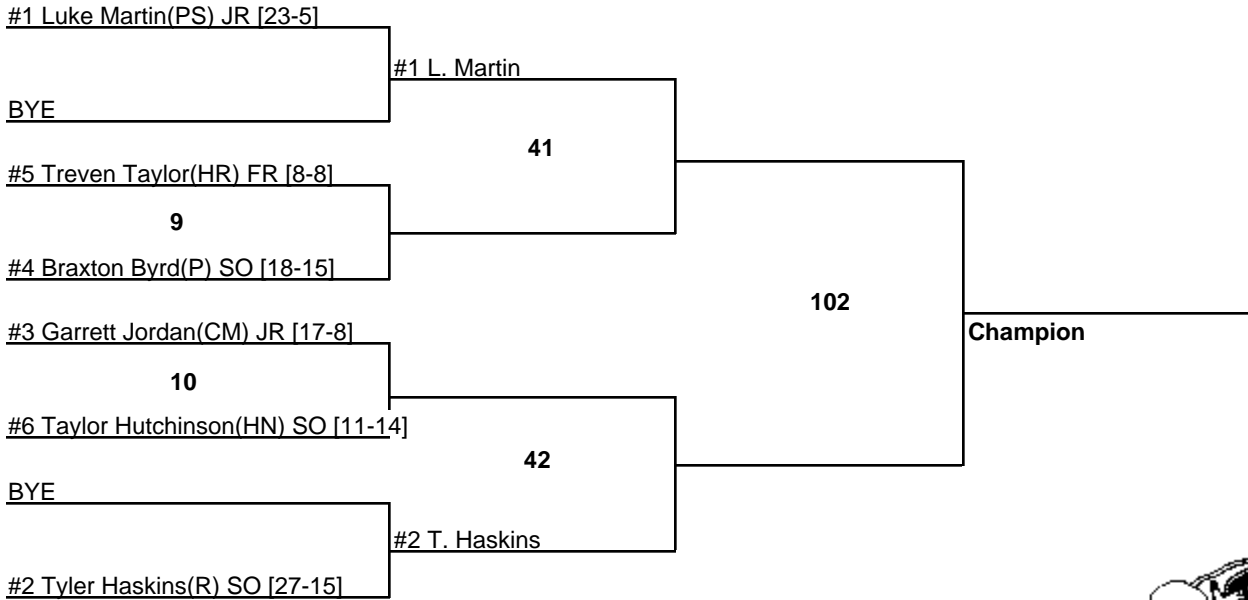 #1 Luke Martin(PS) JR [23-5]
#1 L. Martin
BYE
41
#5 Treven Taylor(HR) FR [8-8]
9
#4 Braxton Byrd(P) SO [18-15]
102
Champion
#3 Garrett Jordan(CM) JR [17-8]
10
#6 Taylor Hutchinson(HN) SO [11-14]
42
BYE
#2 T. Haskins
#2 Tyler Haskins(R) SO [27-15]